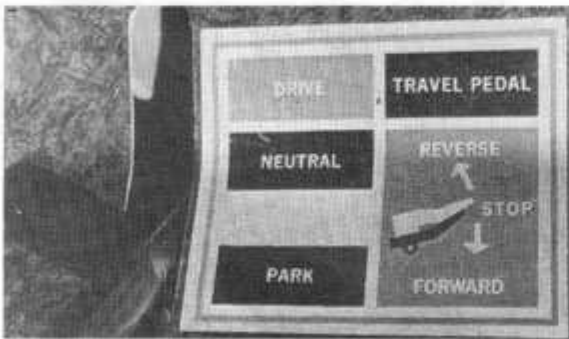 DRIVE
NEUTRAL
PARK
TRAVEL PEDAL
REVERSE
STOP
FORWARD